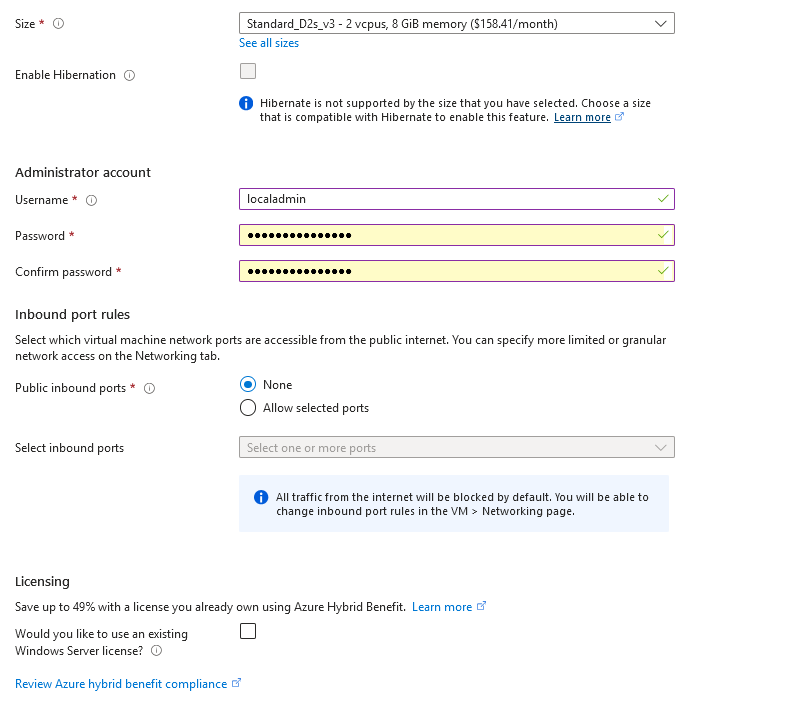 Size *
Standard_D2s_v3 - 2 vcpus, 8 GiB memory ($158.41/month)
See all sizes
Enable Hibernation
Hibernate is not supported by the size that you have selected. Choose a size
that is compatible with Hibernate to enable this feature. Learn more
Administrator account
Username *
localadmin
Password *
●●●●●●●●●●●●●●●
Confirm password *
●●●●●●●●●●●●●●●
Inbound port rules
Select which virtual machine network ports are accessible from the public internet. You can specify more limited or granular
network access on the Networking tab.
Public inbound ports *
None
Allow selected ports
Select inbound ports
Select one or more ports
All traffic from the internet will be blocked by default. You will be able to
change inbound port rules in the VM > Networking page.
Licensing
Save up to 49% with a license you already own using Azure Hybrid Benefit. Learn more
Would you like to use an existing
Windows Server license?
Review Azure hybrid benefit compliance